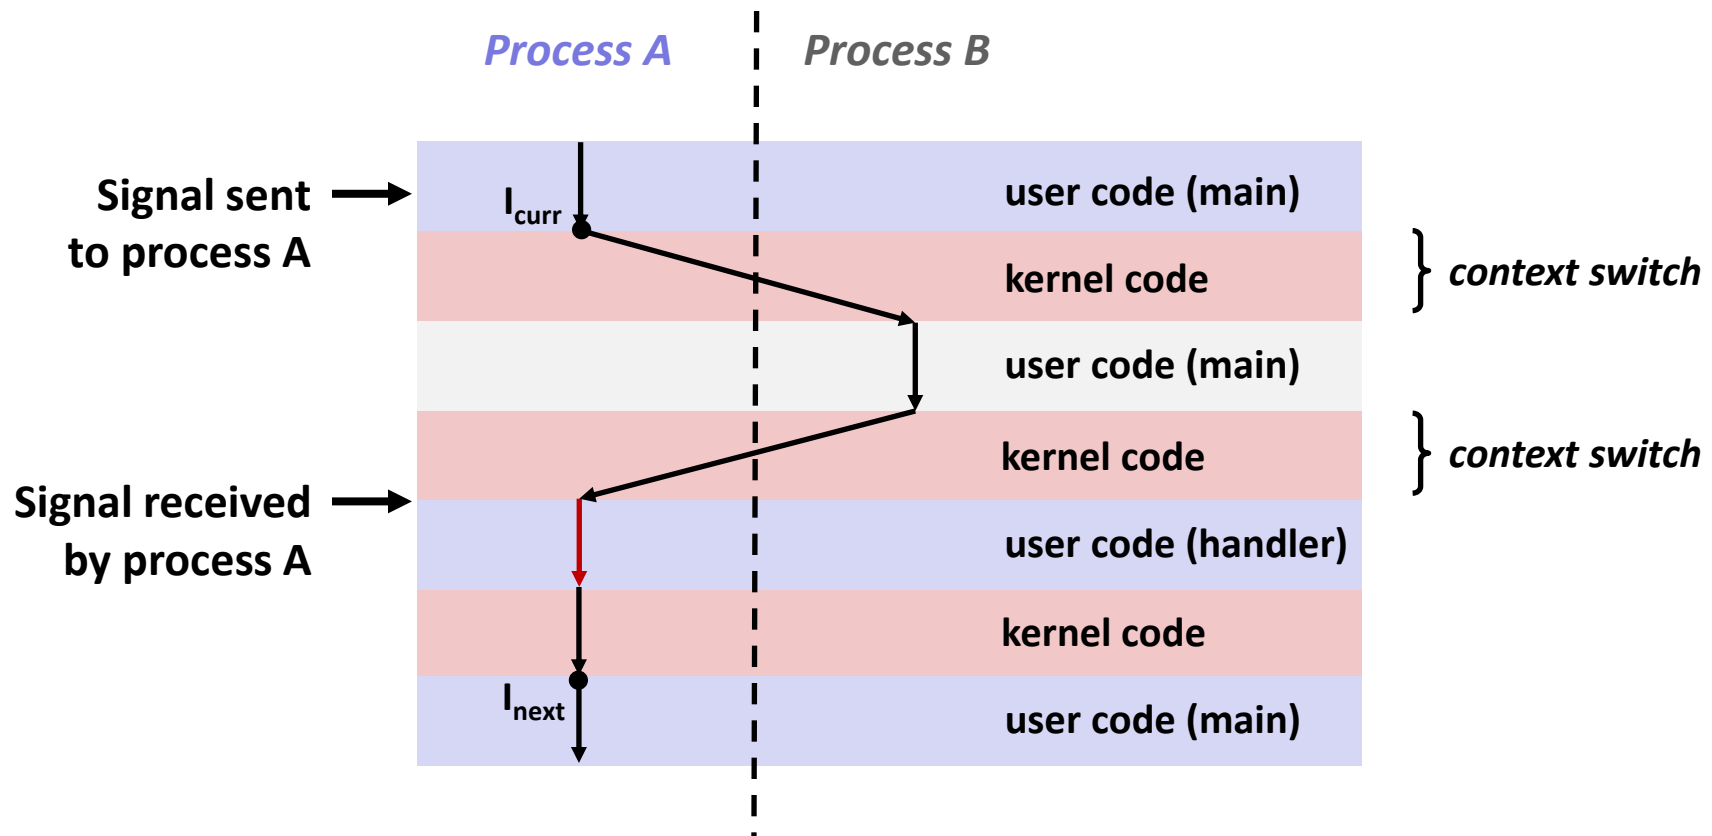 Process A
Process B
Signal sent
to process A
Icurr
user code (main)
kernel code
context switch
user code (main)
kernel code
context switch
Signal received
by process A
user code (handler)
kernel code
Inext
user code (main)